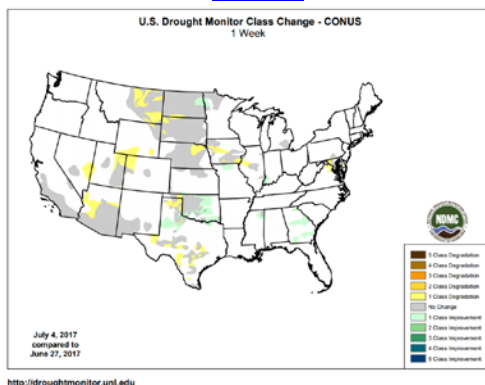 U.S. Drought Monitor Class Change - CONUS
1 Week
NDMC
5 Class Degradation
4 Class Degradation
3 Class Degradation
2 Class Degradation
1 Class Degradation
No Change
1 Class Improvement
2 Class Improvement
3 Class Improvement
4 Class Improvement
5 Class Improvement
July 4, 2017
compared to
June 27, 2017
http://droughtmonitor.unl.edu